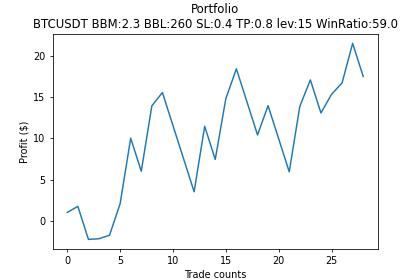 Portfolio
BTCUSDT BBM:2.3 BBL:260 SL:0.4 TP:0.8 lev:15 WinRatio:59.0
20
15
10
5
0
Profit ($)
0 5 10 15 20 25
Trade counts